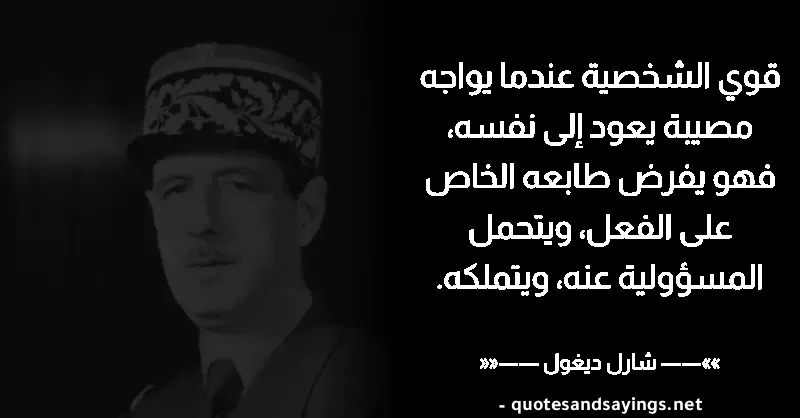 قوي الشخصية عندما يواجه
مصيبة يعود إلى نفسه،
فهو يفرض طابعه الخاص
على الفعل، ويتحمل
المسؤولية عنه، ويتملكه.
»»—— شارل ديغول ——««
- quotesandsayings.net